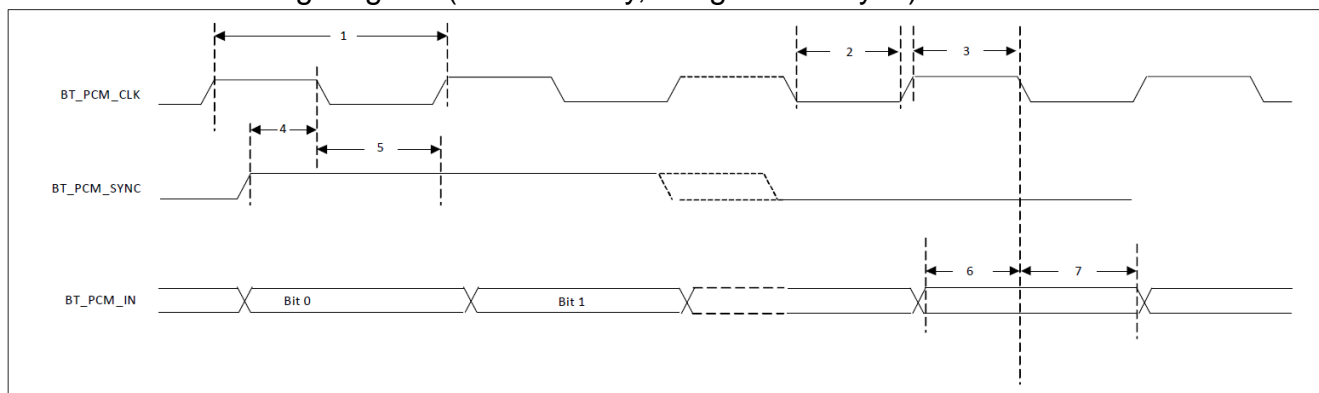 1
2
3
BT_PCM_CLK
4
5
BT_PCM_SYNC
6
7
BT_PCM_IN
Bit 0
Bit 1